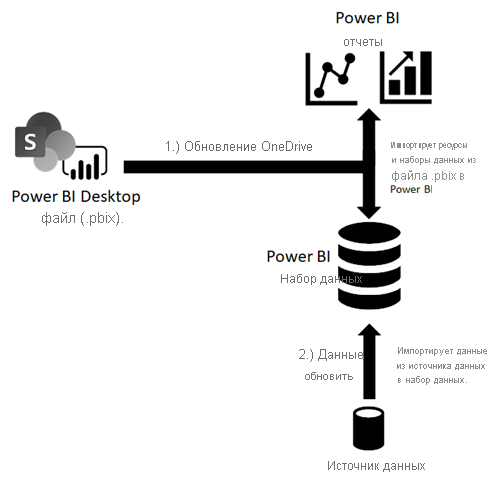 Power BI
отчеты
1.) Обновление OneDrive
Импортирует ресурсы
и наборы данных из
файла .pbix в
Power BI
S
Power BI Desktop
файл (.pbix).
Power BI
Набор данных
2.) Данные
обновить
Импортирует данные
из источника данных
в набор данных.
Источник данных